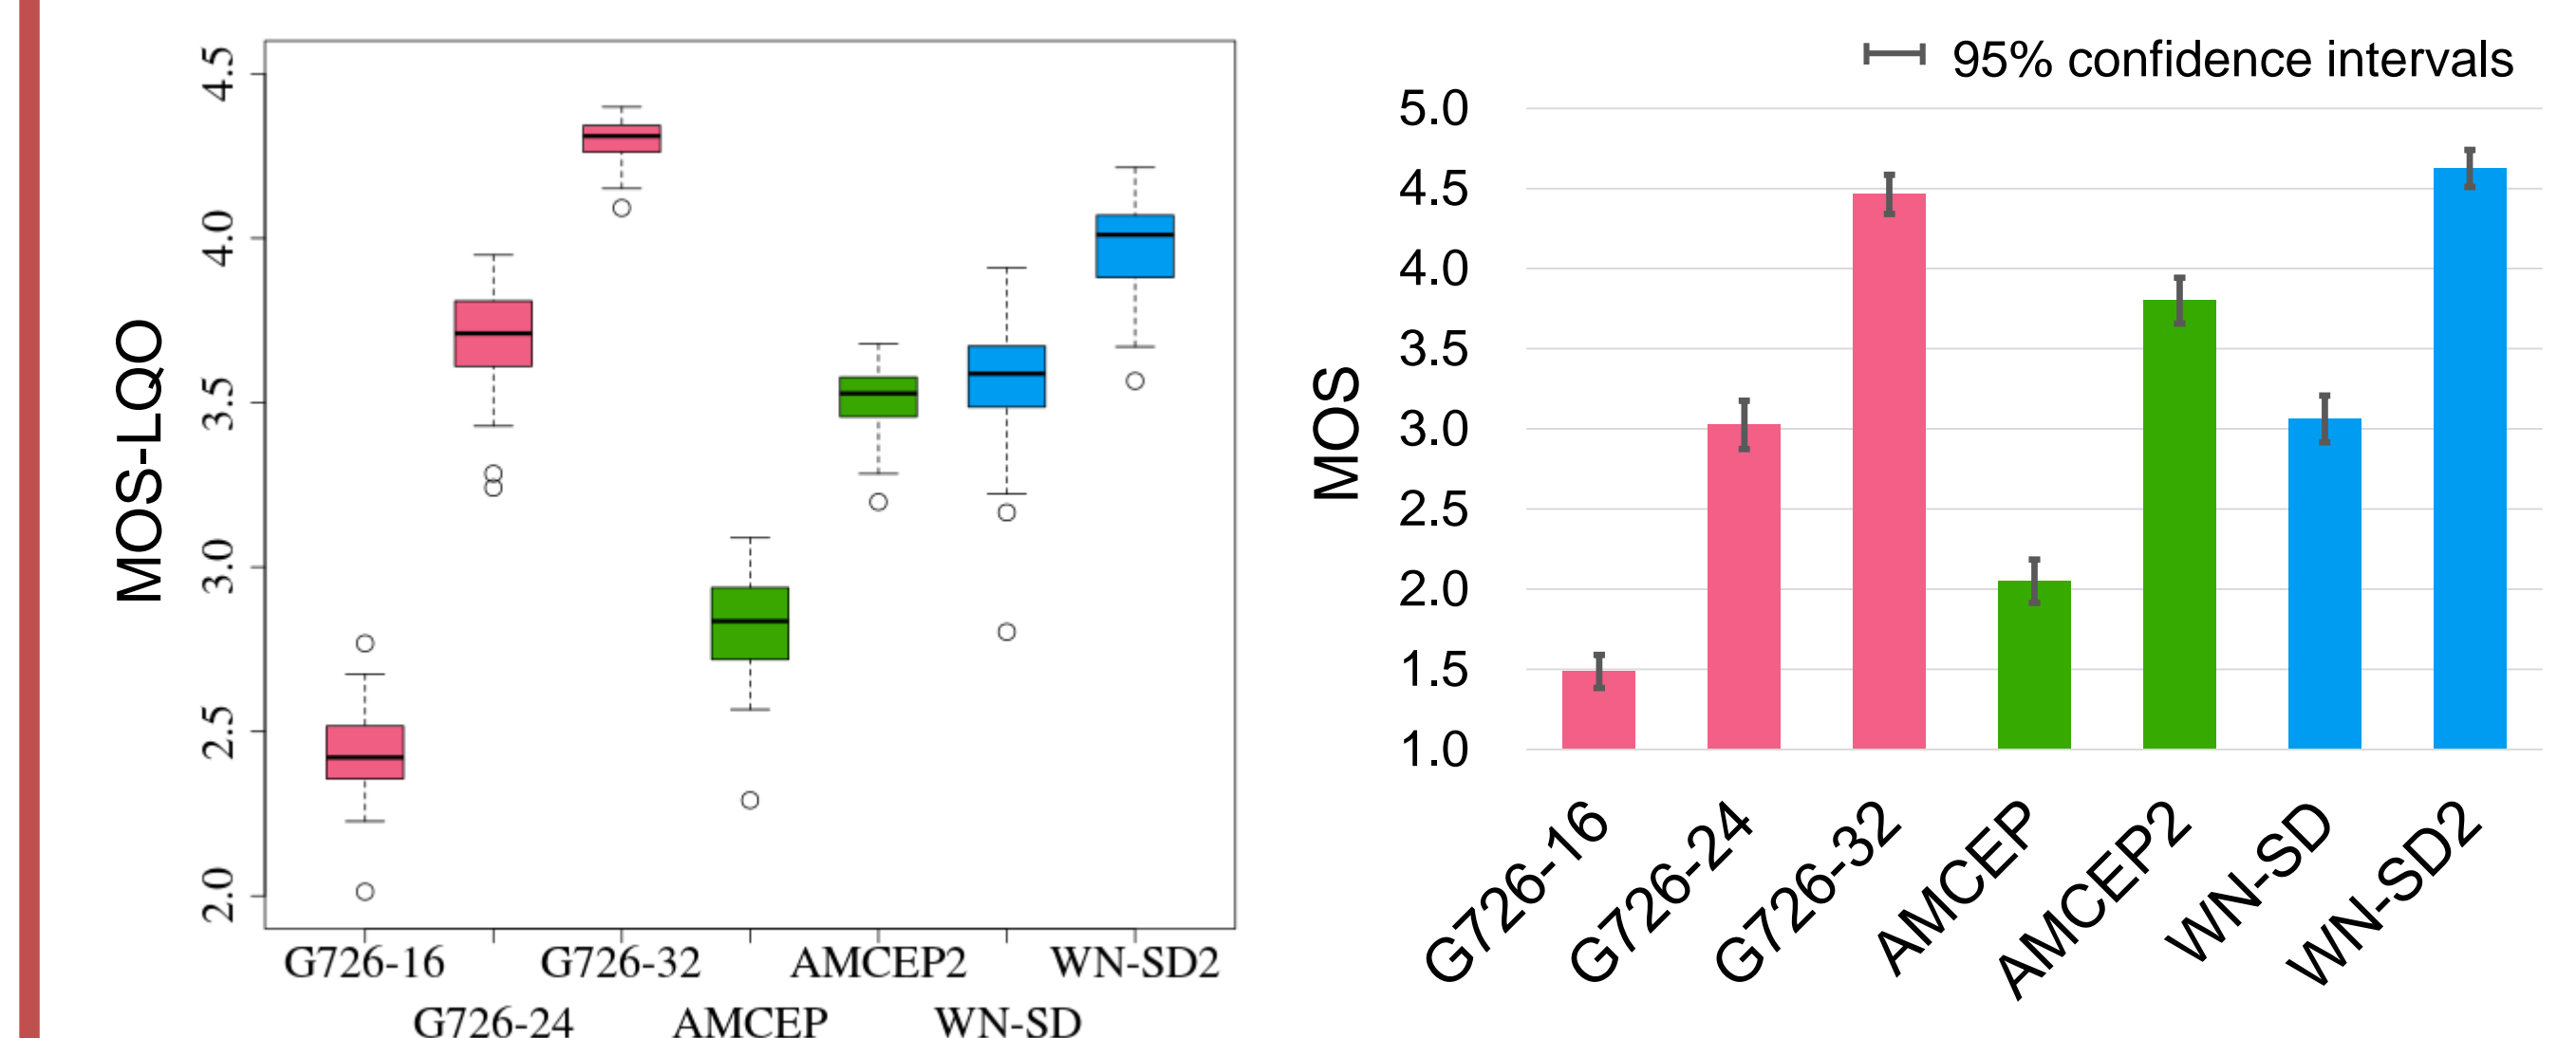 MOS-LQO
4.5
4.0
3.5
3.0
2.5
2.0
G726-16
G726-24
G726-32
AMCEP
AMCEP2
WN-SD
WN-SD2
95% confidence intervals
MOS
5.0
4.5
4.0
3.5
3.0
2.5
2.0
1.5
1.0
G726-16
G726-24
G726-32
AMCEP
AMCEP2
WN-SD
WN-SD2